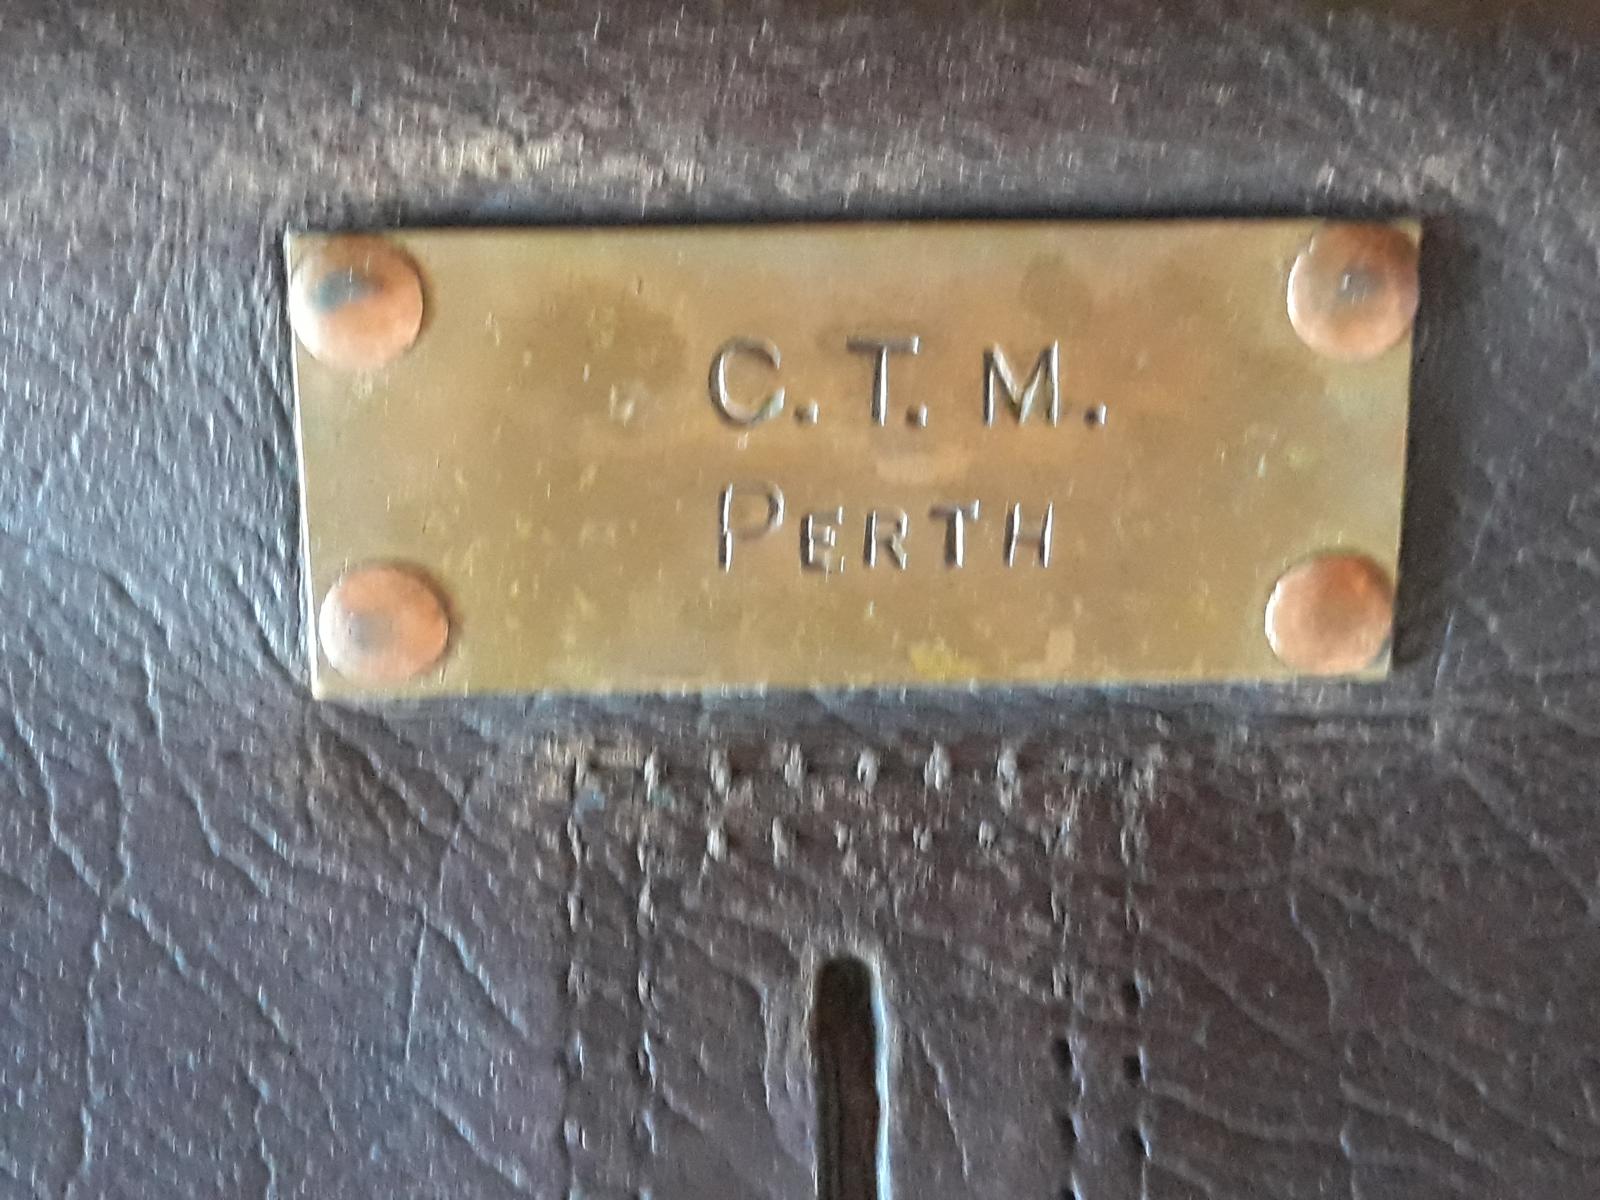 C. T. M.
PERTH